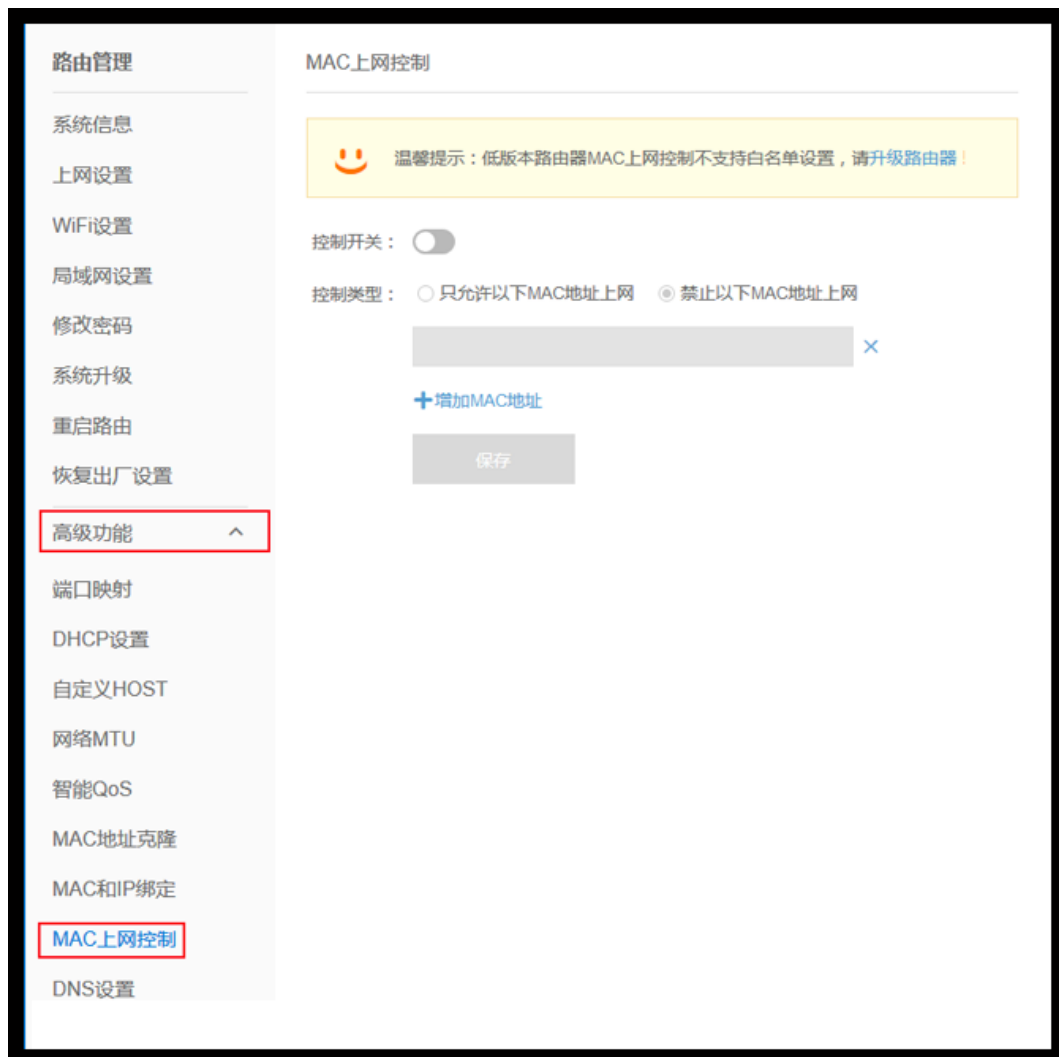 路由管理
系统信息
上网设置
WiFi设置
局域网设置
修改密码
系统升级
重启路由
恢复出厂设置
高级功能
端口映射
DHCP设置
自定义HOST
网络MTU
智能QoS
MAC地址克隆
MAC和IP绑定
MAC上网控制
DNS设置
MAC上网控制
温馨提示：低版本路由器MAC上网控制不支持白名单设置，请升级路由器！
控制开关：
控制类型： 只允许以下MAC地址上网 禁止以下MAC地址上网
增加MAC地址
保存